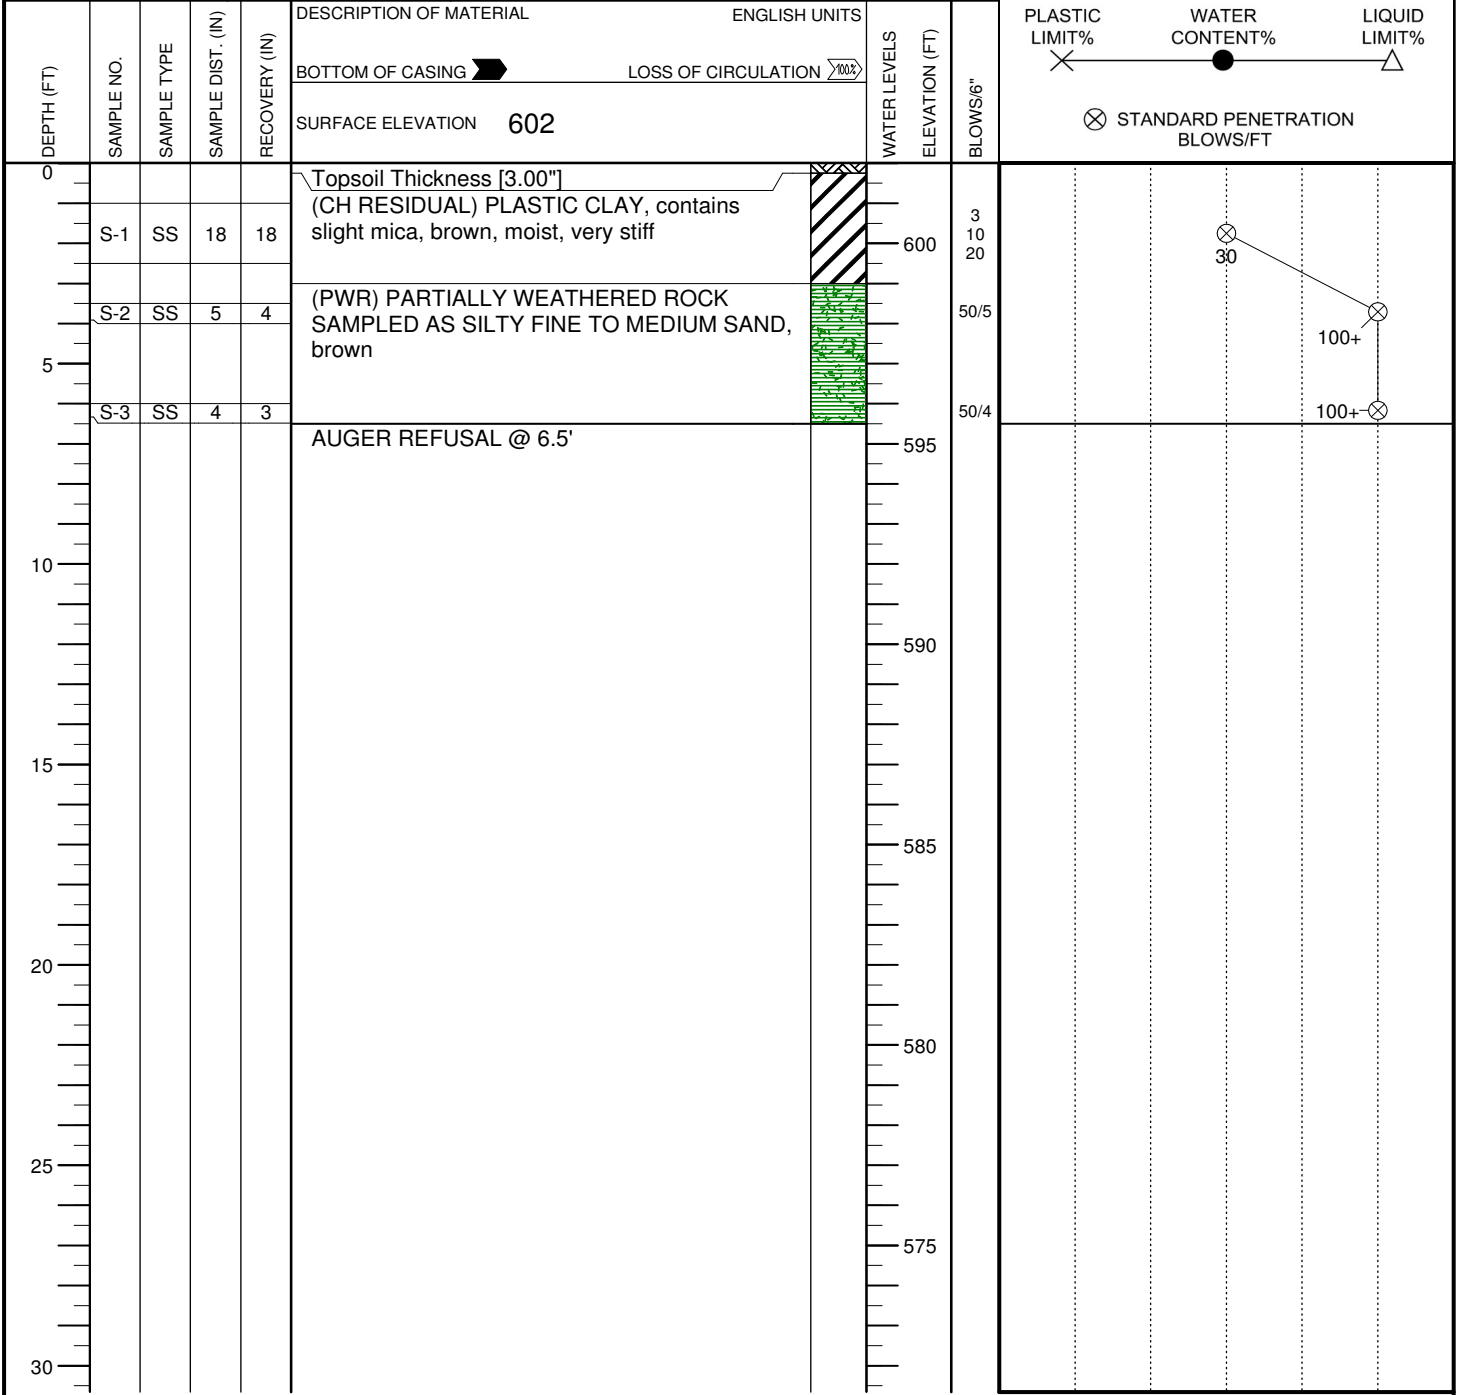 DEPTH (FT)
SAMPLE NO.
SAMPLE TYPE
SAMPLE DIST. (IN)
RECOVERY (IN)
DESCRIPTION OF MATERIAL ENGLISH UNITS
BOTTOM OF CASING LOSS OF CIRCULATION 100%
SURFACE ELEVATION 602
WATER LEVELS
ELEVATION (FT)
BLOWS/6"
PLASTIC LIMIT%
WATER CONTENT%
LIQUID LIMIT%
STANDARD PENETRATION
BLOWS/FT
0
Topsoil Thickness [3.00"]
(CH RESIDUAL) PLASTIC CLAY, contains
slight mica, brown, moist, very stiff
S-1 SS 18 18
600
3
10
20
30
(PWR) PARTIALLY WEATHERED ROCK
SAMPLED AS SILTY FINE TO MEDIUM SAND,
brown
S-2 SS 5 4
50/5
100+
5
S-3 SS 4 3
50/4
100+
AUGER REFUSAL @ 6.5'
595
10
590
15
585
20
580
25
575
30